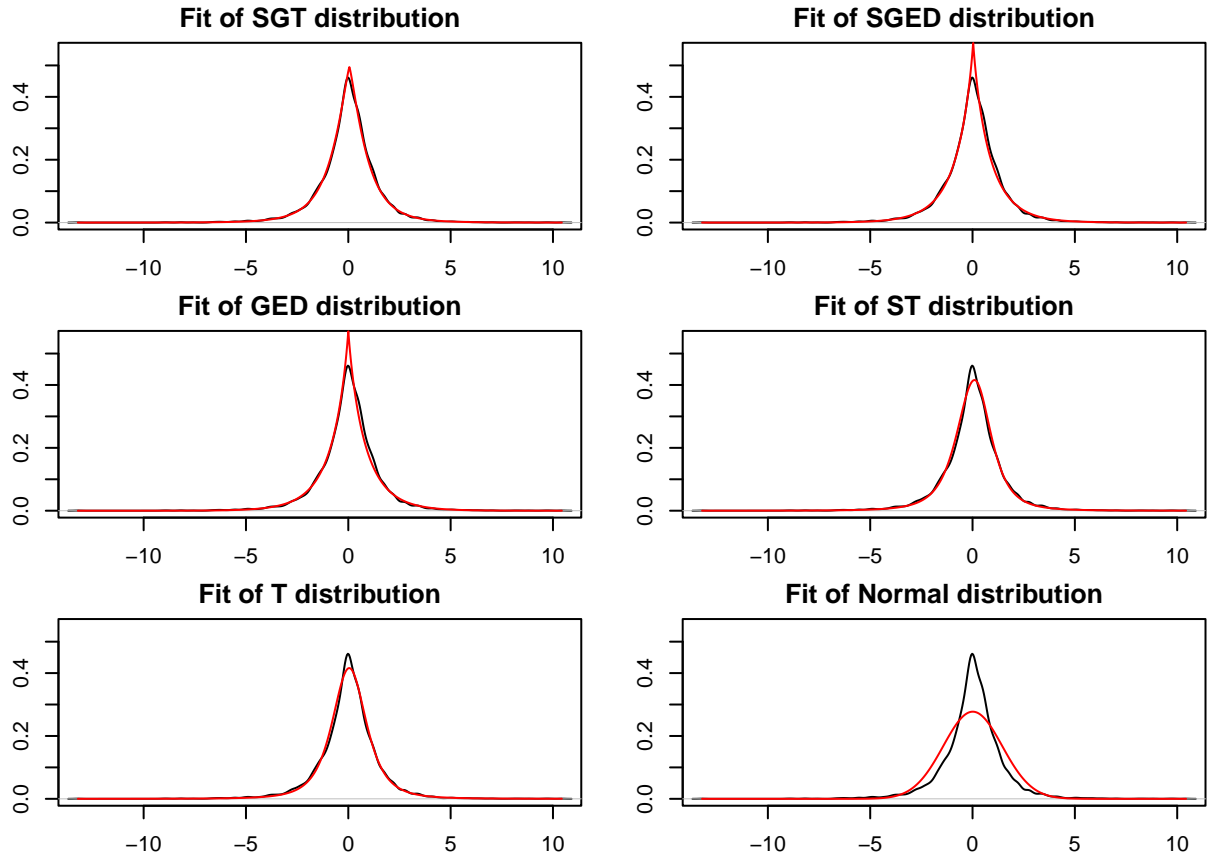 Fit of SGT distribution
0.0 0.2 0.4
−10 −5 0 5 10
Fit of SGED distribution
0.0 0.2 0.4
−10 −5 0 5 10
Fit of GED distribution
0.0 0.2 0.4
−10 −5 0 5 10
Fit of ST distribution
0.0 0.2 0.4
−10 −5 0 5 10
Fit of T distribution
0.0 0.2 0.4
−10 −5 0 5 10
Fit of Normal distribution
0.0 0.2 0.4
−10 −5 0 5 10